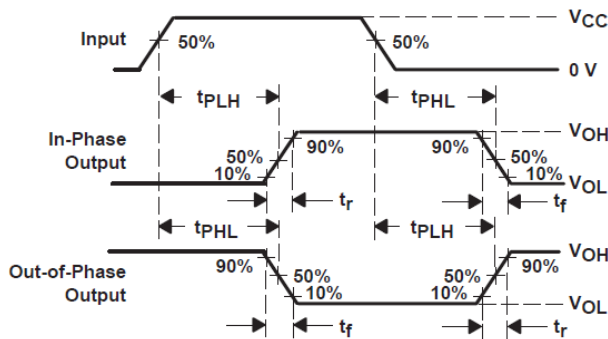 VCC
Input 50% 50%
0 V
tPLH tPHL
VOH
In-Phase
Output
90% 90%
50% 50%
10% 10%
VOL
tr tf
tPHL tPLH
VOH
90% 90%
Out-of-Phase
Output
50% 50%
10% 10%
VOL
tf tr